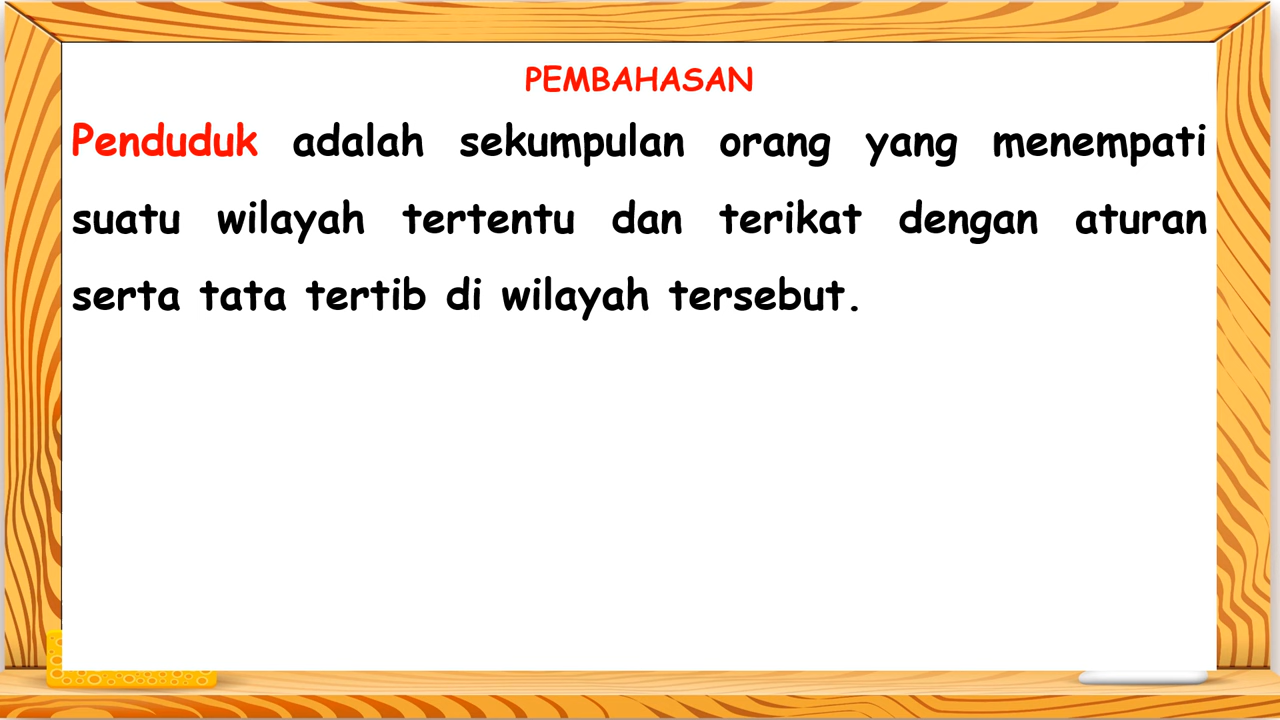 PEMBAHASAN
Penduduk adalah sekumpulan orang yang menempati
suatu wilayah tertentu dan terikat dengan aturan
serta tata tertib di wilayah tersebut.